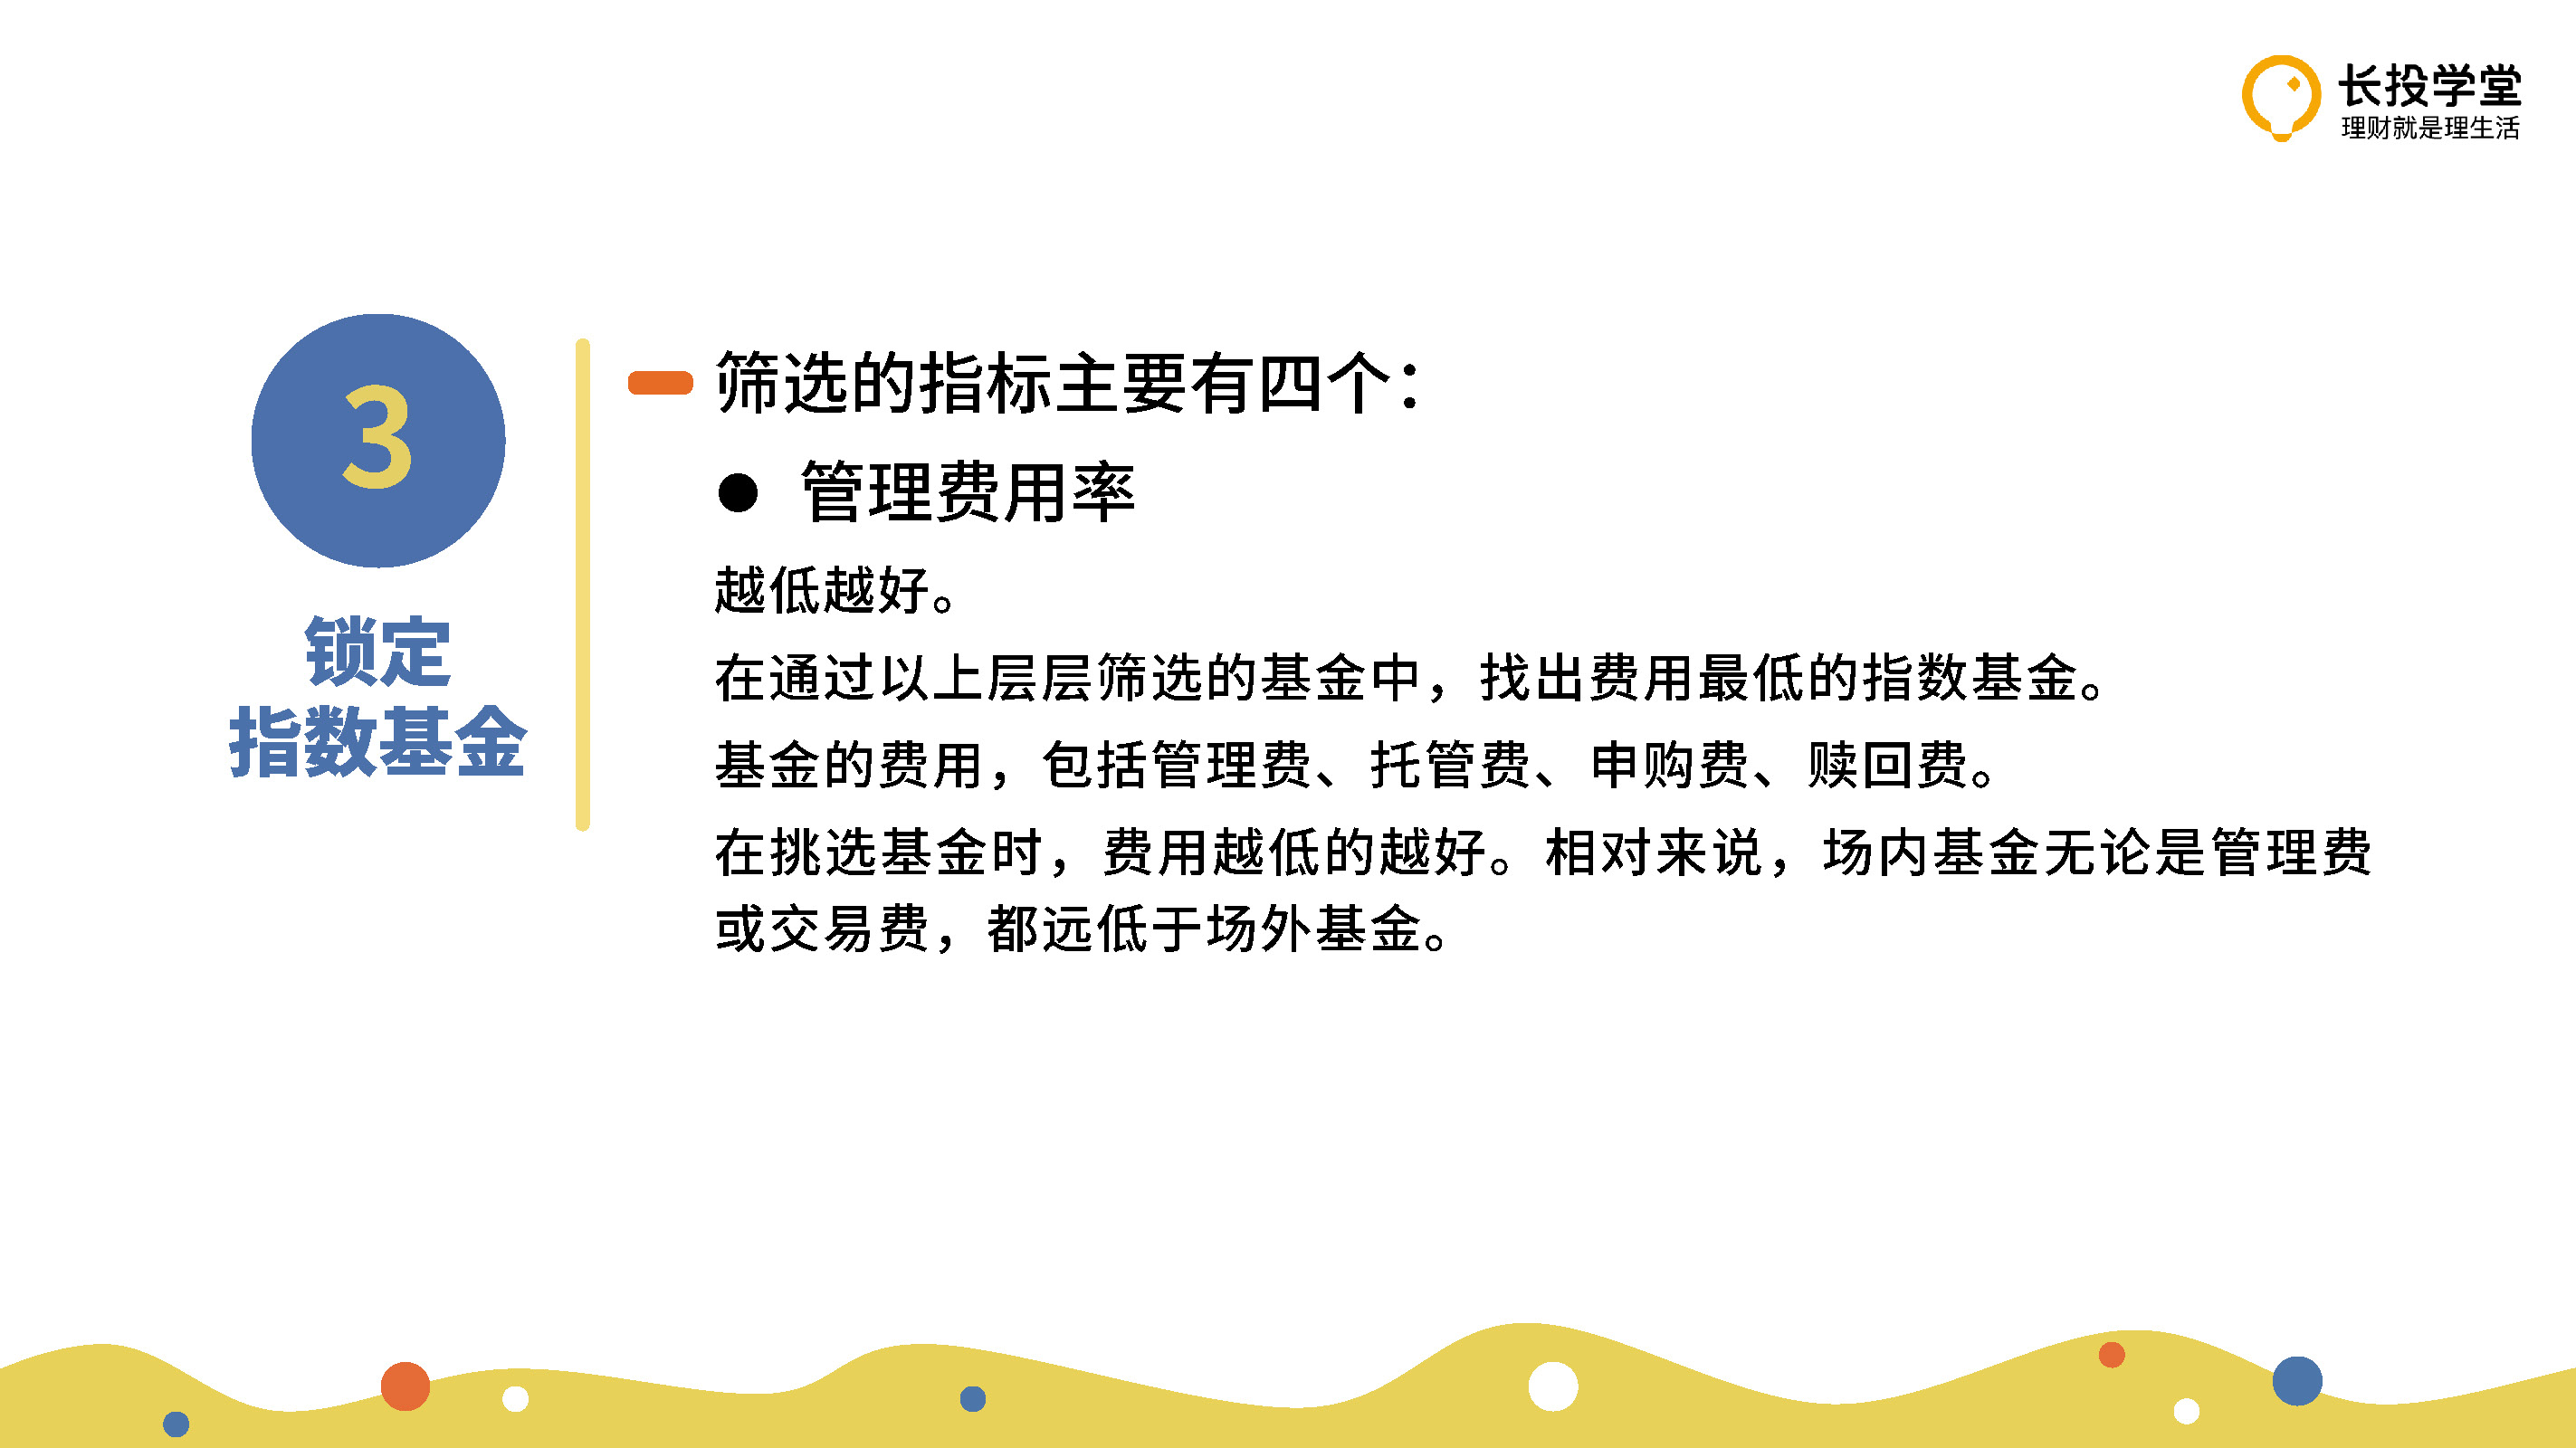 长投学堂
理财就是理生活
3
锁定
指数基金
筛选的指标主要有四个：
● 管理费用率
越低越好。
在通过以上层层筛选的基金中，找出费用最低的指数基金。
基金的费用，包括管理费、托管费、申购费、赎回费。
在挑选基金时，费用越低的越好。相对来说，场内基金无论是管理费
或交易费，都远低于场外基金。